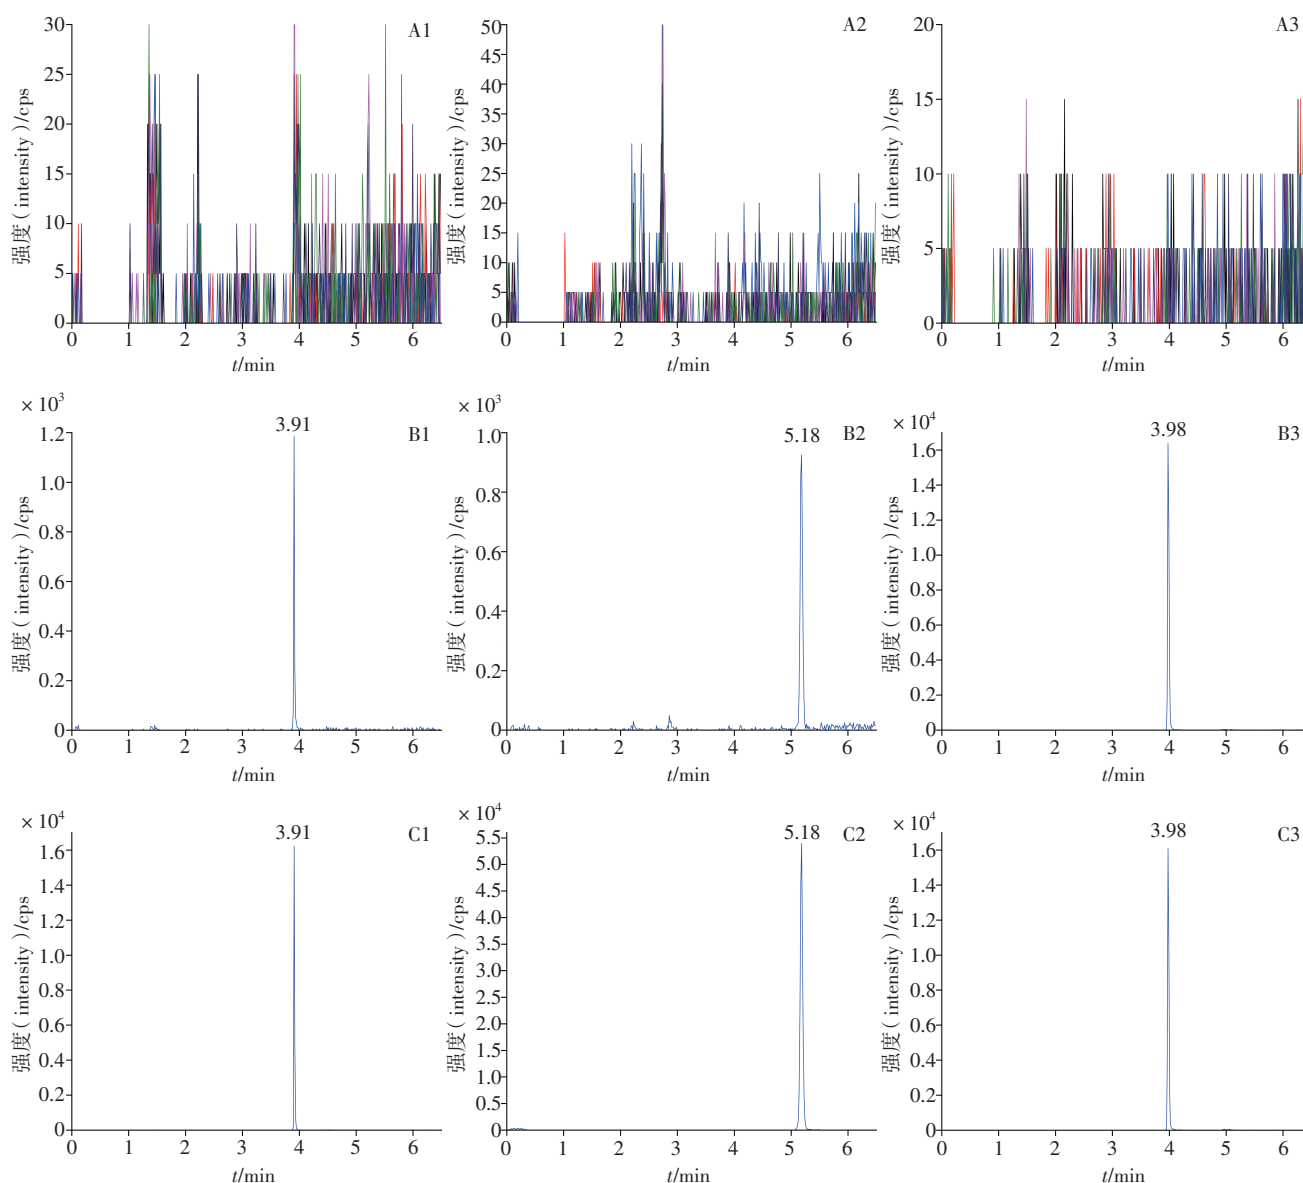 A1
30
25
20
15
10
5
0
0 1 2 3 4 5 6
强度(intensity)/cps
t/min
A2
50
45
40
35
30
25
20
15
10
5
0
0 1 2 3 4 5 6
强度(intensity)/cps
t/min
A3
20
15
10
5
0
0 1 2 3 4 5 6
强度(intensity)/cps
t/min
× 10³
3.91
B1
1.2
1.0
0.8
0.6
0.4
0.2
0
0 1 2 3 4 5 6
强度(intensity)/cps
t/min
× 10³
5.18
B2
1.0
0.8
0.6
0.4
0.2
0
0 1 2 3 4 5 6
强度(intensity)/cps
t/min
× 10⁴
3.98
B3
1.6
1.4
1.2
1.0
0.8
0.6
0.4
0.2
0
0 1 2 3 4 5 6
强度(intensity)/cps
t/min
× 10⁴
3.91
C1
1.6
1.4
1.2
1.0
0.8
0.6
0.4
0.2
0
0 1 2 3 4 5 6
强度(intensity)/cps
t/min
× 10⁴
5.18
C2
5.5
5.0
4.5
4.0
3.5
3.0
2.5
2.0
1.5
1.0
0.5
0
0 1 2 3 4 5 6
强度(intensity)/cps
t/min
× 10⁴
3.98
C3
1.6
1.4
1.2
1.0
0.8
0.6
0.4
0.2
0
0 1 2 3 4 5 6
强度(intensity)/cps
t/min